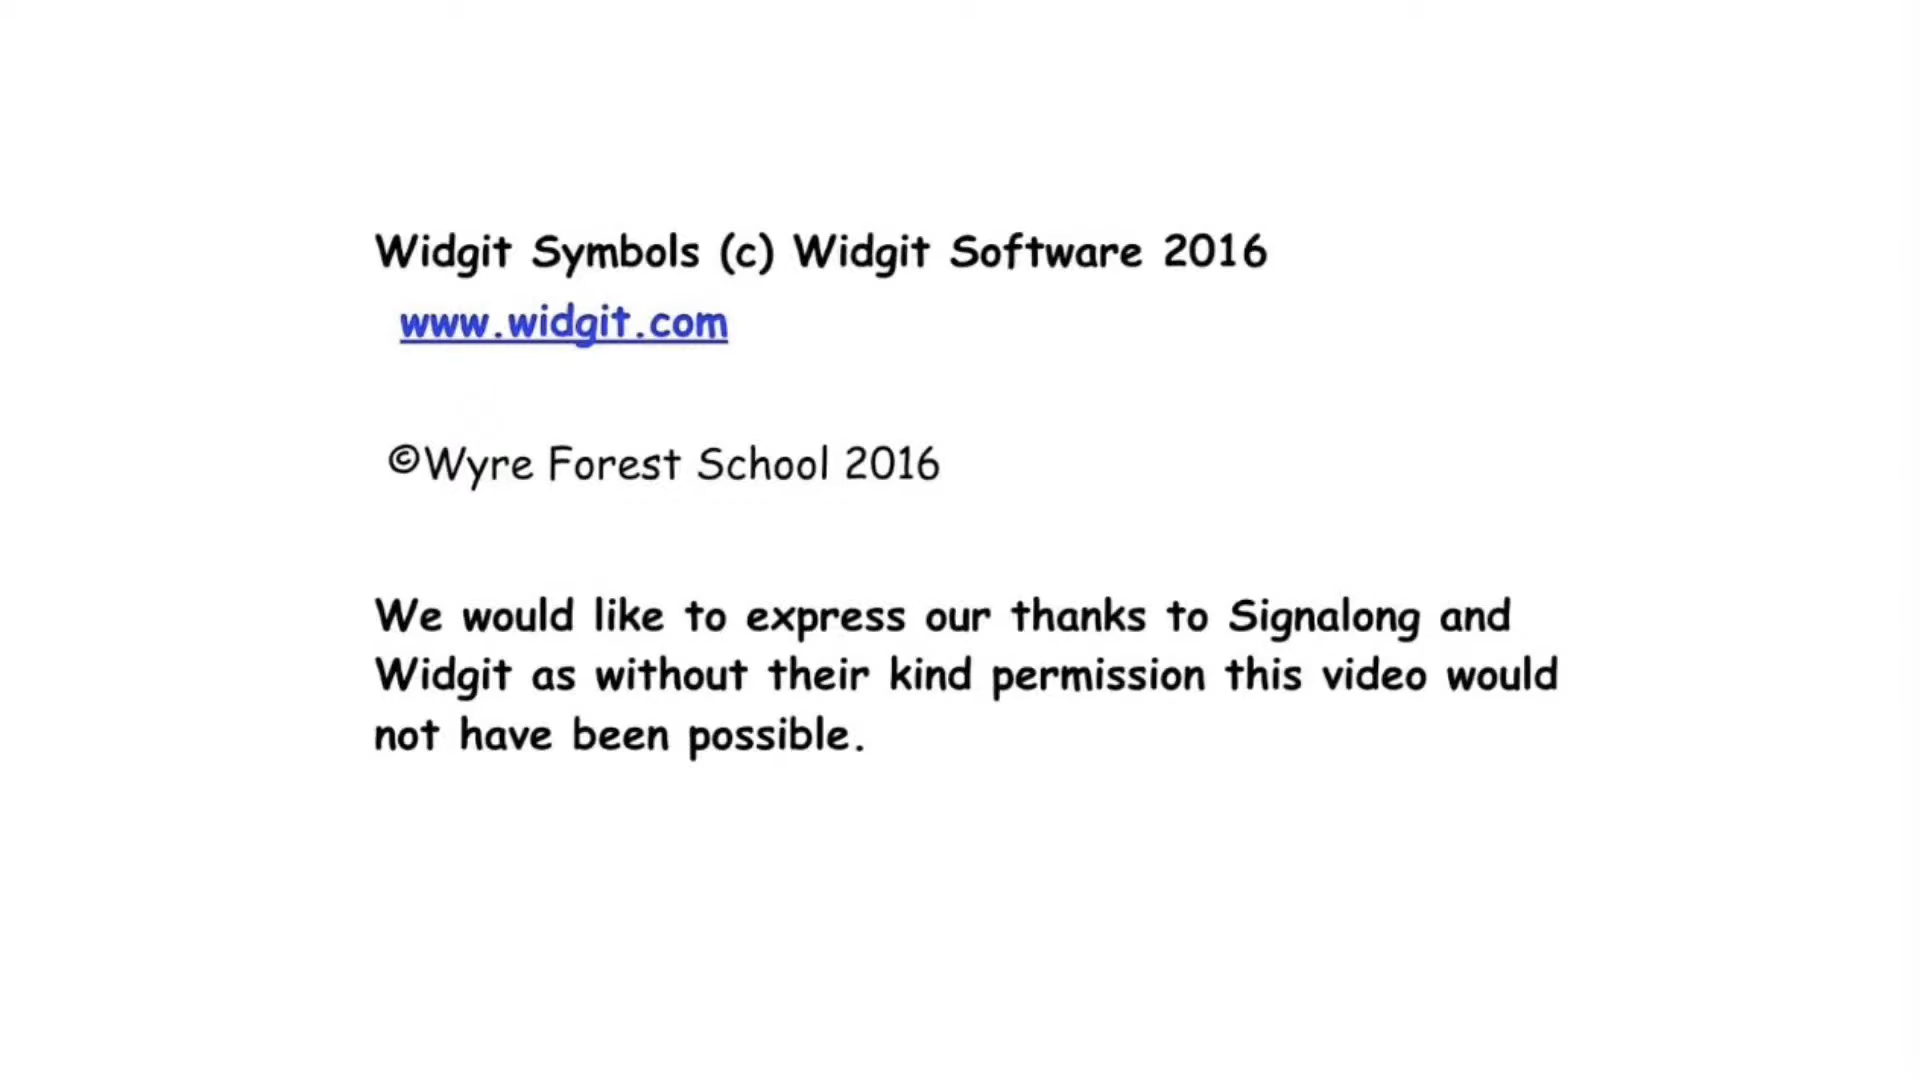 Widgit Symbols (c) Widgit Software 2016
www.widgit.com
©Wyre Forest School 2016
We would like to express our thanks to Signalong and
Widgit as without their kind permission this video would
not have been possible.